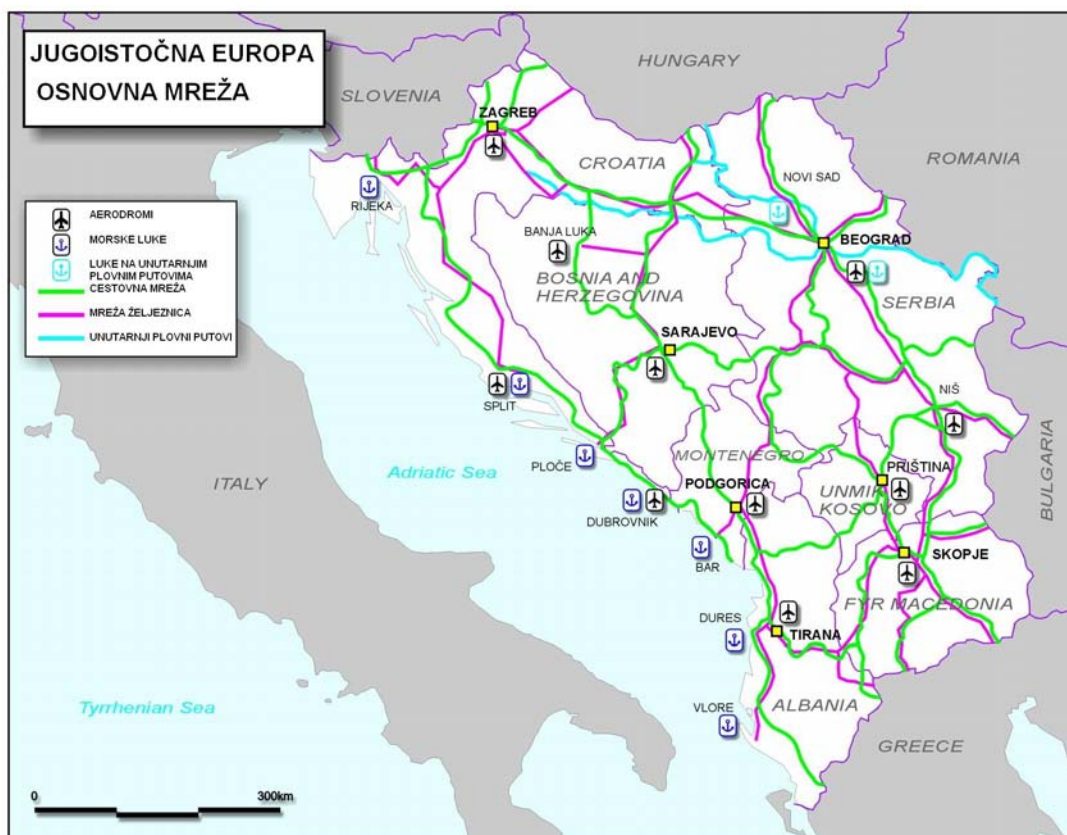 JUGOISTOČNA EUROPA
OSNOVNA MREŽA
AERODROMI
MORSKE LUKE
LUKE NA UNUTARNJIM
PLOVNIM PUTOVIMA
CESTOVNA MREŽA
MREŽA ŽELJEZNICA
UNUTARNJI PLOVNI PUTOVI
HUNGARY
SLOVENIA
ZAGREB
CROATIA
ROMANIA
NOVI SAD
RIJEKA
BANJA LUKA
BEOGRAD
BOSNIA AND
HERZEGOVINA
SERBIA
SARAJEVO
SPLIT
NIŠ
PLOČE
MONTENEGRO
PRIŠTINA
Adriatic Sea
ITALY
PODGORICA
UNMIK
KOSOVO
BULGARIA
DUBROVNIK
BAR
SKOPJE
FYR MACEDONIA
DURES
TIRANA
Tyrrhenian Sea
VLORE
ALBANIA
GREECE
0 300km